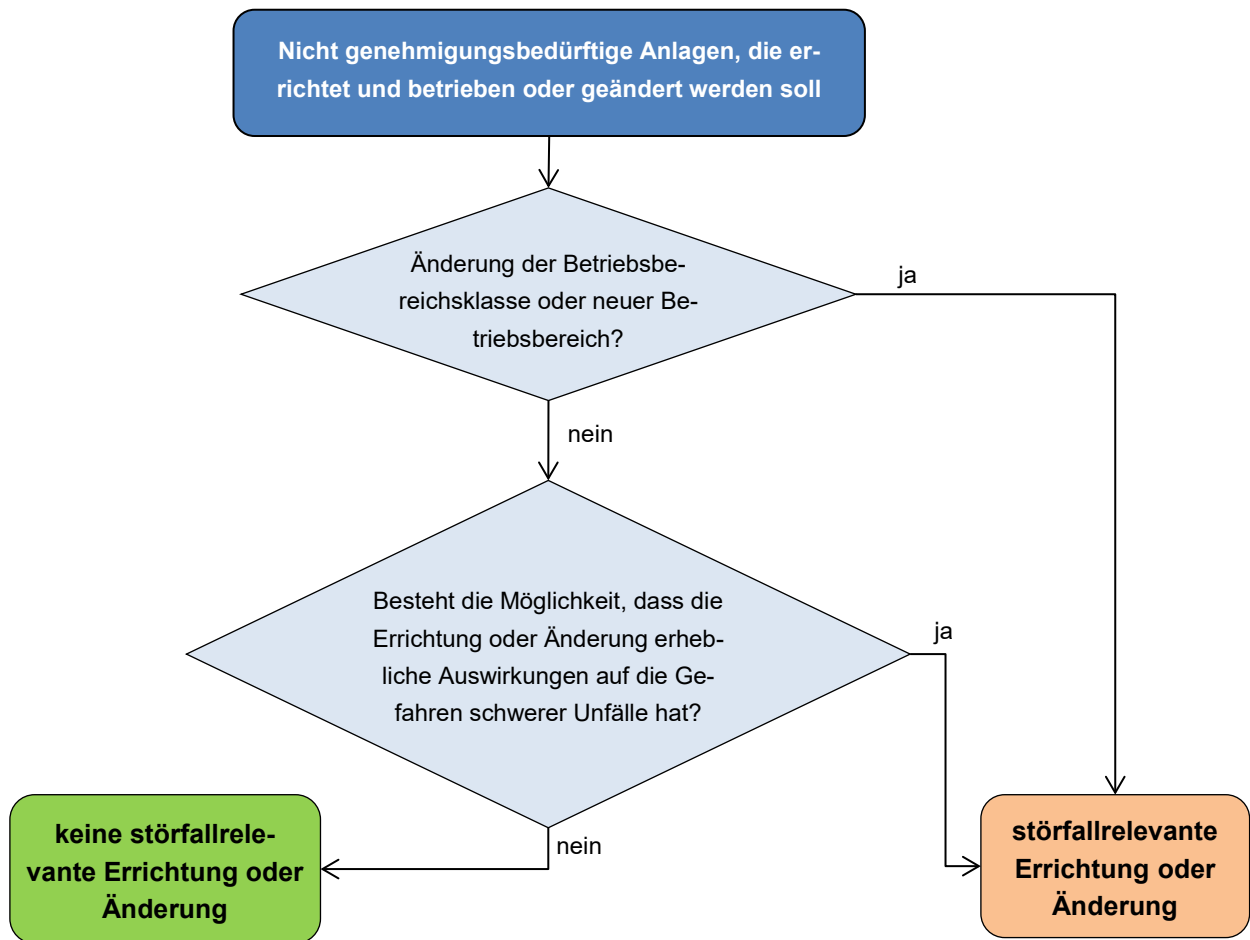 Nicht genehmigungsbedürftige Anlagen, die er-
richtet und betrieben oder geändert werden soll
Änderung der Betriebsbe-
reichsklasse oder neuer Be-
triebsbereich?
ja
nein
Besteht die Möglichkeit, dass die
Errichtung oder Änderung erheb-
liche Auswirkungen auf die Ge-
fahren schwerer Unfälle hat?
ja
nein
keine störfallrele-
vante Errichtung oder
Änderung
störfallrelevante
Errichtung oder
Änderung